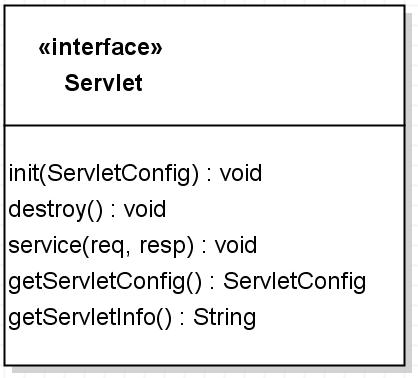 «interface»
Servlet
init(ServletConfig) : void
destroy() : void
service(req, resp) : void
getServletConfig() : ServletConfig
getServletInfo() : String